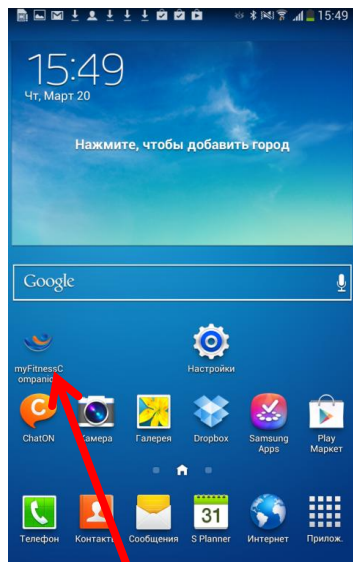 15:49
15:49
Чт, Март 20
Нажмите, чтобы добавить город
Google
myFitnessC
ompanion
Настройки
ChatON
Камера
Галерея
Dropbox
Samsung
Apps
Play
Маркет
31
Телефон
Контакты
Сообщения
S Planner
Интернет
Прилож.